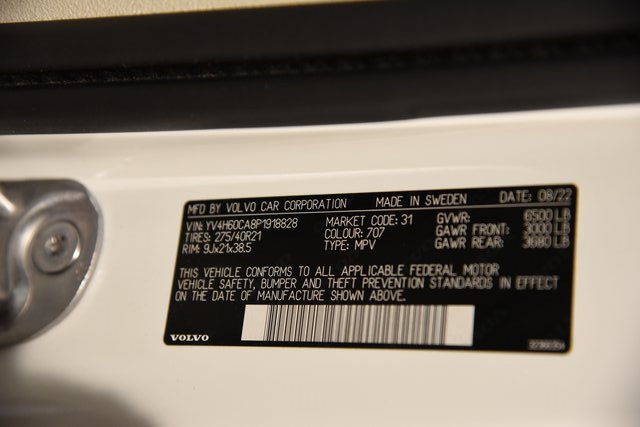 MFD BY VOLVO CAR CORPORATION MADE IN SWEDEN DATE: 08/22
VIN: YV4H60CA8P1918828 MARKET CODE: 31 GVWR: 6500 LB
TIRES: 275/40R21 COLOUR: 707 GAWR FRONT: 3000 LB
RIM: 9Jx21x38.5 TYPE: MPV GAWR REAR: 3680 LB
THIS VEHICLE CONFORMS TO ALL APPLICABLE FEDERAL MOTOR
VEHICLE SAFETY, BUMPER AND THEFT PREVENTION STANDARDS IN EFFECT
ON THE DATE OF MANUFACTURE SHOWN ABOVE.
VOLVO